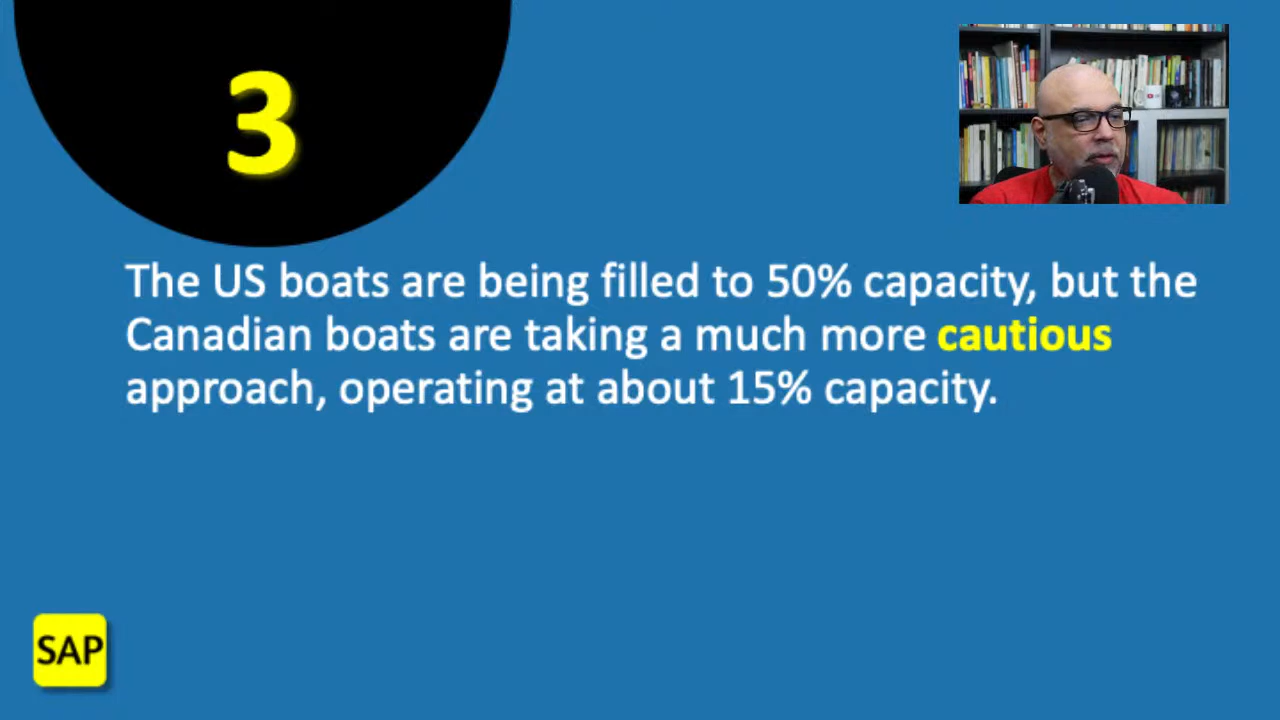 3
The US boats are being filled to 50% capacity, but the
Canadian boats are taking a much more cautious
approach, operating at about 15% capacity.
SAP